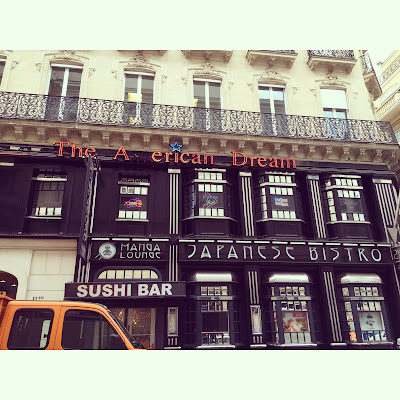 The A erican Dream
MANGA
LOUNGE
JAPANESE BISTRO
SUSHI BAR